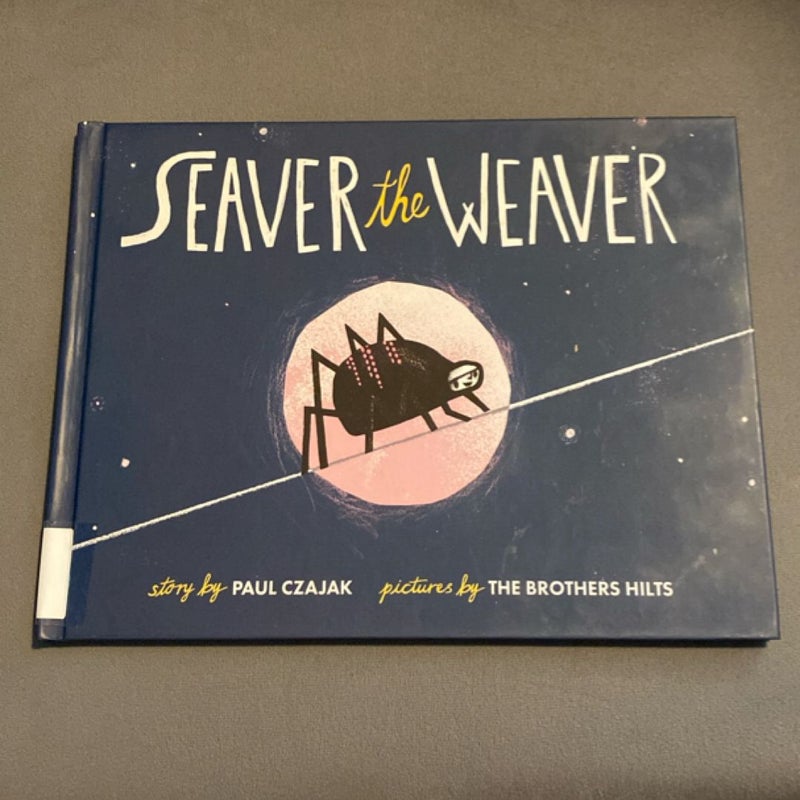 SEAVER the WEAVER
story by PAUL CZAJAK pictures by THE BROTHERS HILTS